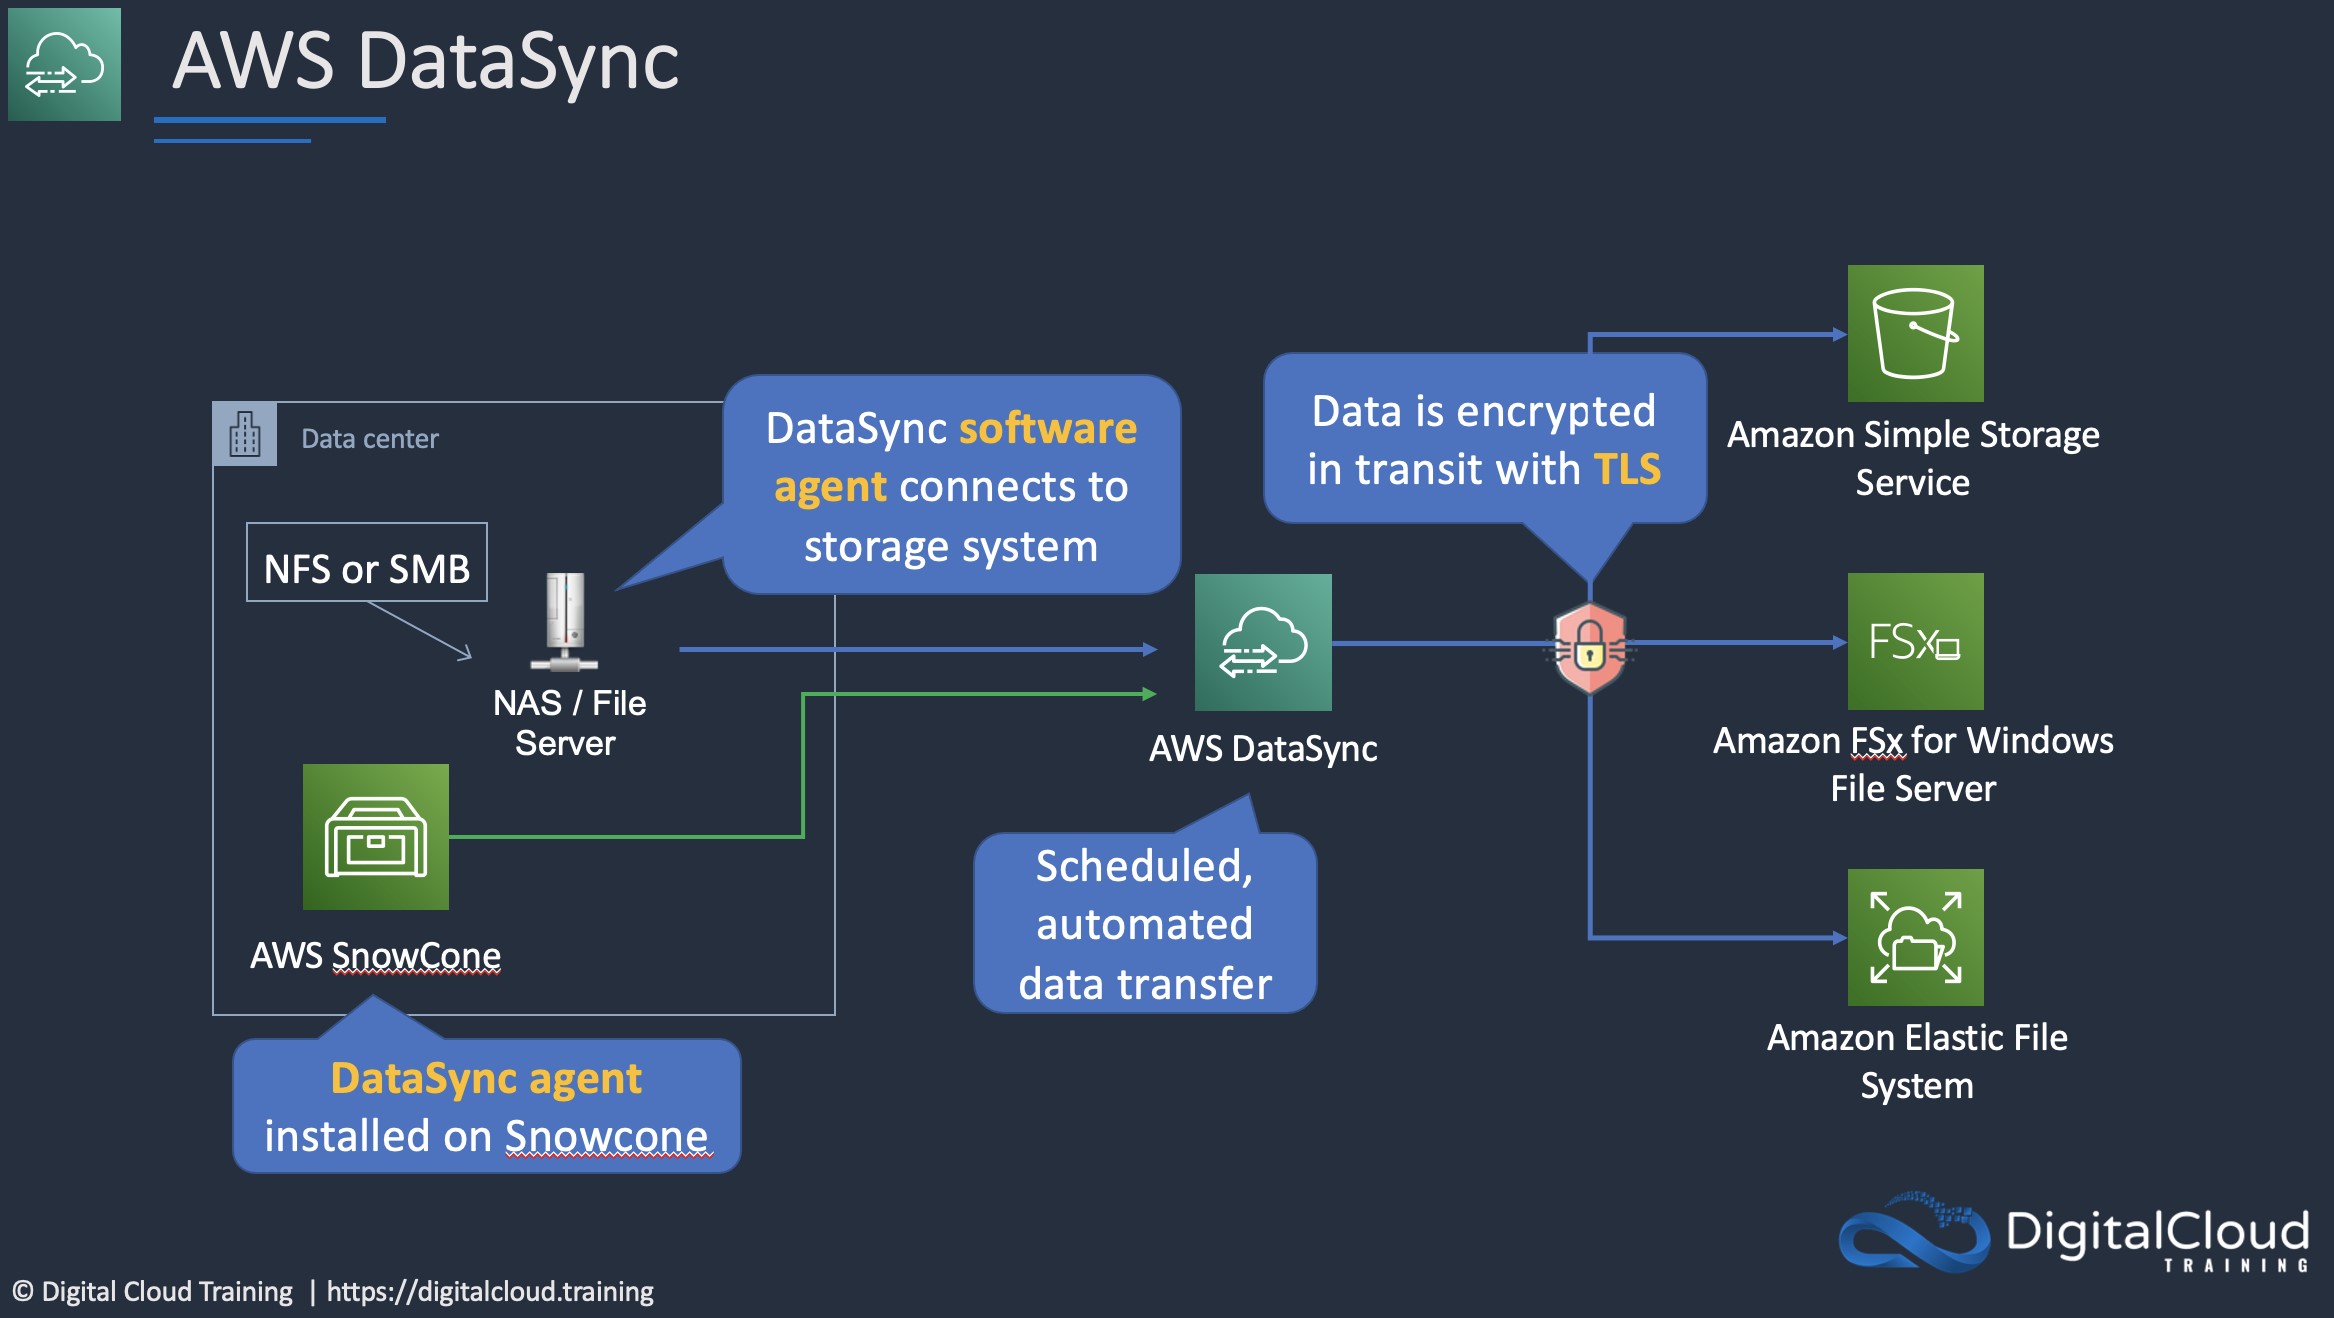 AWS DataSync
Data center
NFS or SMB
NAS / File
Server
AWS SnowCone
DataSync agent
installed on Snowcone
DataSync software
agent connects to
storage system
AWS DataSync
Scheduled,
automated
data transfer
Data is encrypted
in transit with TLS
Amazon Simple Storage
Service
FSx
Amazon FSx for Windows
File Server
Amazon Elastic File
System
DigitalCloud
TRAINING
© Digital Cloud Training | https://digitalcloud.training